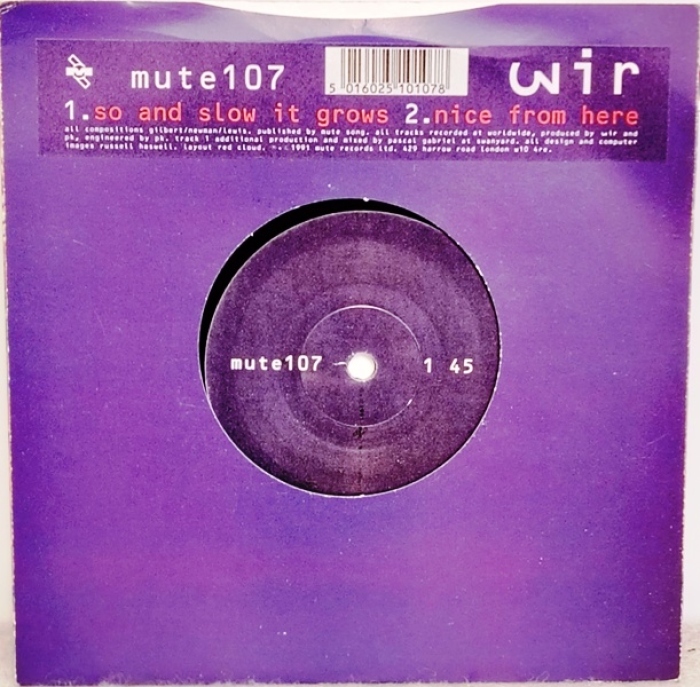 mute107
5 016025 101078
wir
1.so and slow it grows 2.nice from here
all compositions gilbert/newman/lewis. published by mute song. all tracks recorded at worldwide, produced by wir and
pk, engineered by pk. track 1 additional production and mixed by pascal gabriel at swanyard. all design and computer
images russell haswell. layout red cloud. 1991 mute records ltd. 429 harrow road london w10 4re.
mute107
1 45